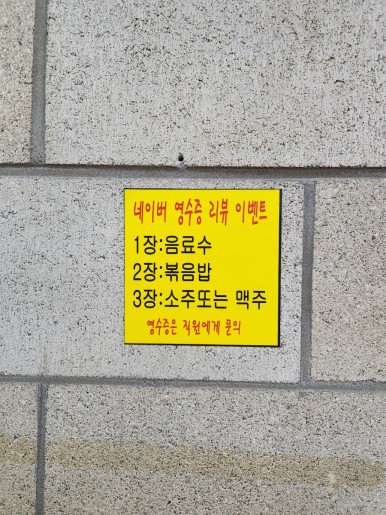 네이버 영수증 리뷰 이벤트
1장:음료수
2장:볶음밥
3장:소주또는 맥주
영수증은 직원에게 문의